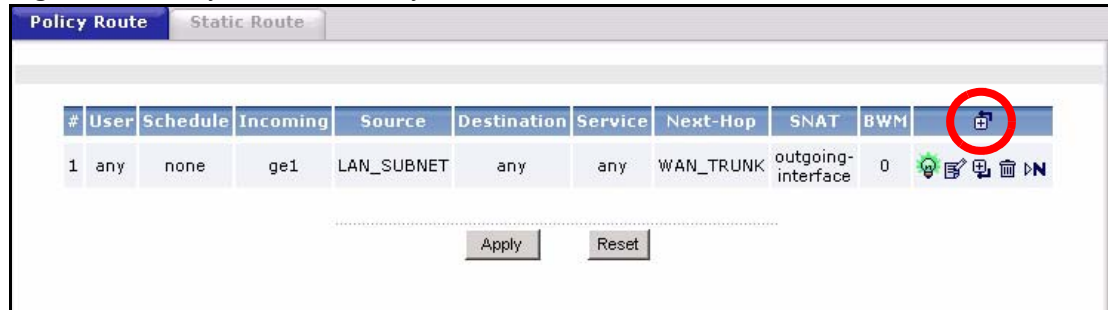 Policy Route Static Route
# User Schedule Incoming Source Destination Service Next-Hop SNAT BWM
1 any none ge1 LAN_SUBNET any any WAN_TRUNK outgoing-interface 0 N
Apply Reset